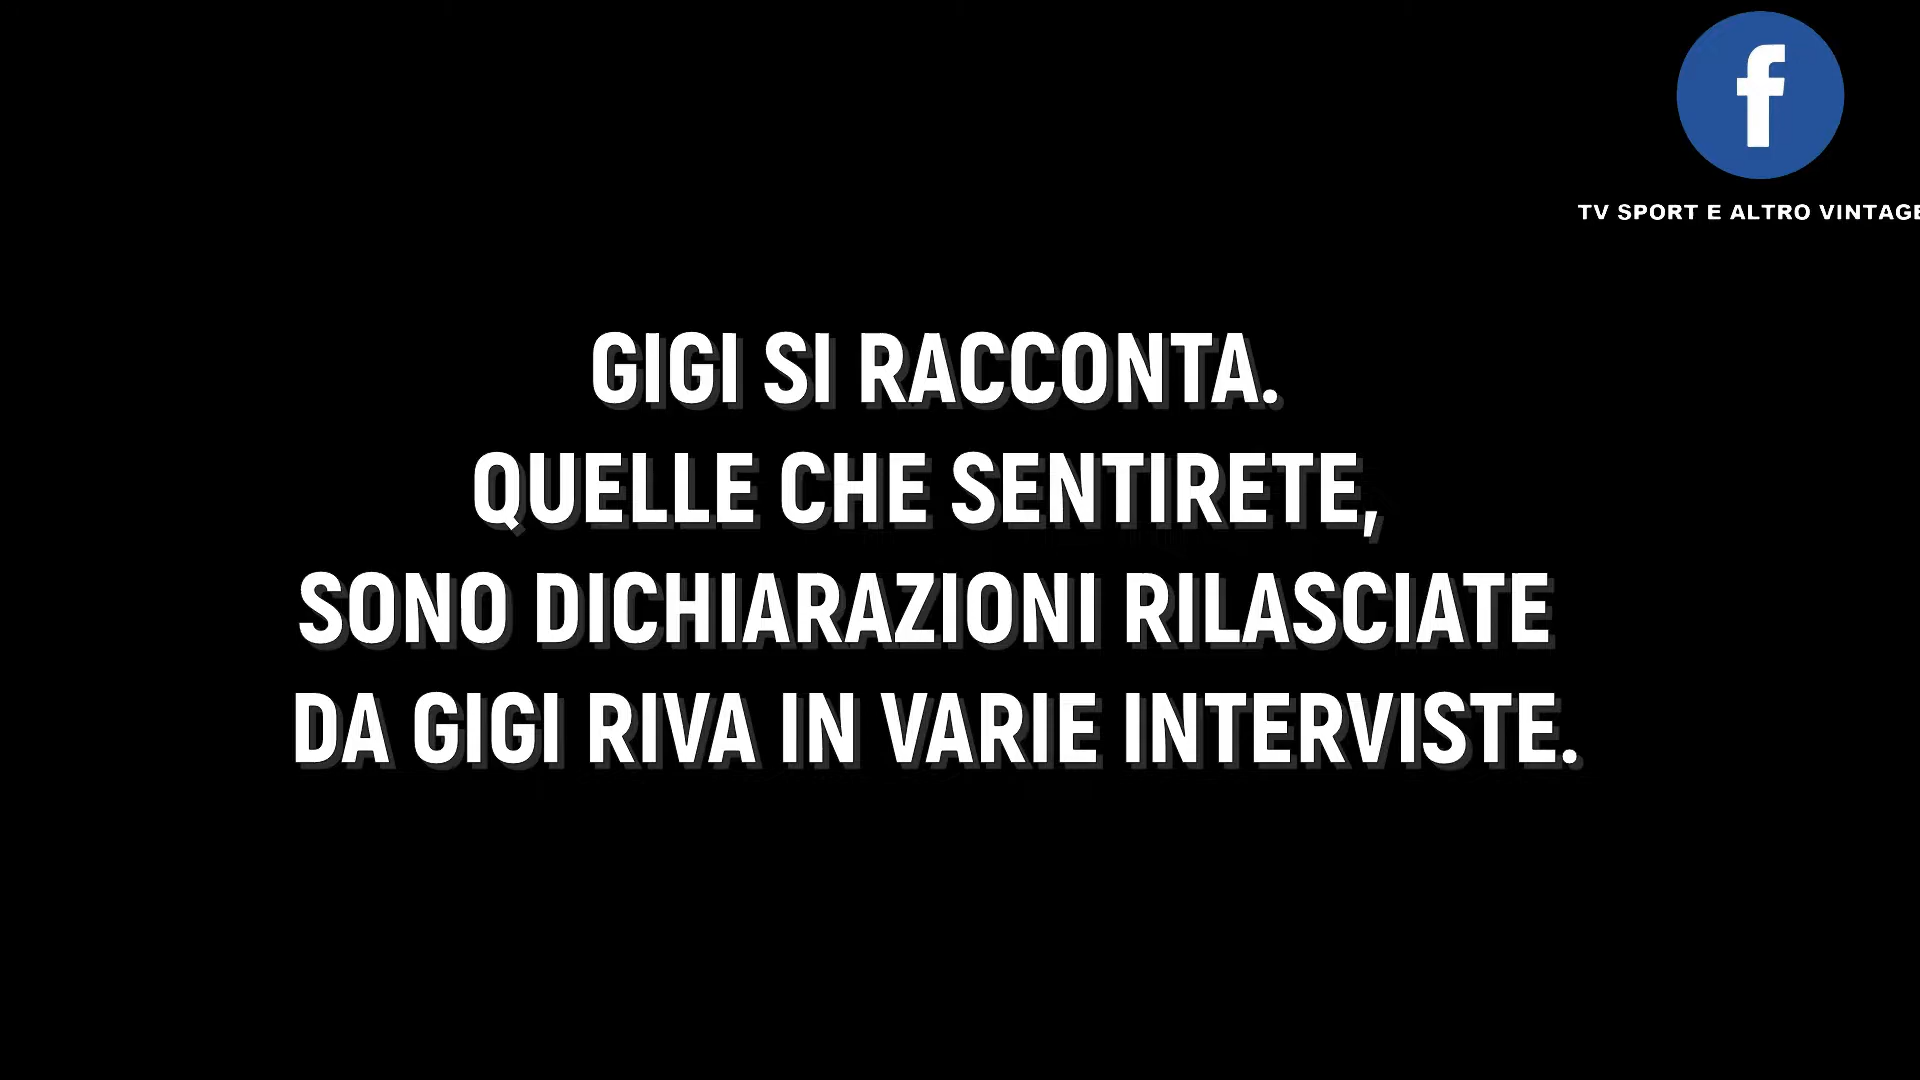 TV SPORT E ALTRO VINTAGE
GIGI SI RACCONTA.
QUELLE CHE SENTIRETE,
SONO DICHIARAZIONI RILASCIATE
DA GIGI RIVA IN VARIE INTERVISTE.